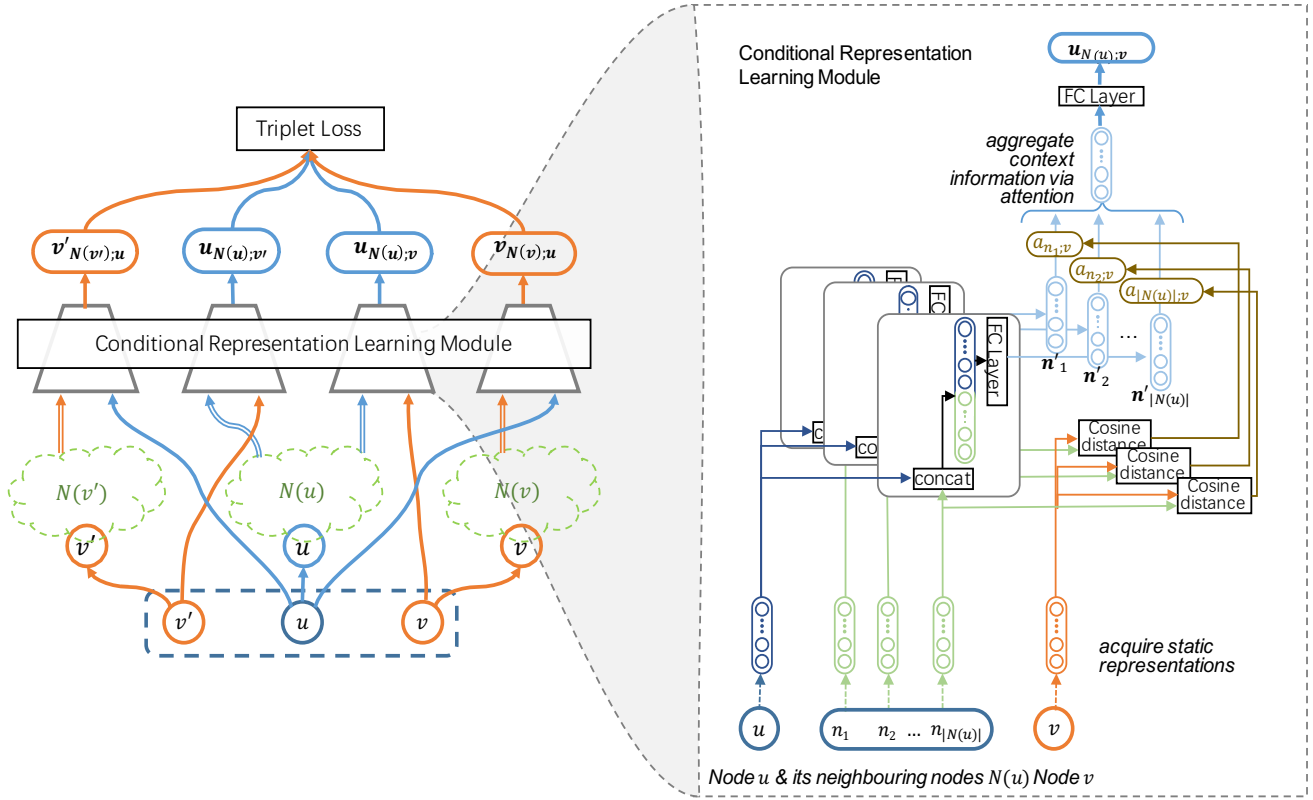 Triplet Loss
v'N(v');u
uN(u);v'
uN(u);v
vN(v);u
Conditional Representation Learning Module
N(v')
N(u)
N(v)
v'
u
v
v'
u
v
Conditional Representation
Learning Module
uN(u);v
FC Layer
aggregate
context
information via
attention
an1;v
an2;v
a|N(u)|;v
n'1
n'2
...
n'|N(u)|
FC Layer
FC
concat
co
c
Cosine
distance
Cosine
distance
Cosine
distance
acquire static
representations
u
n1 n2 ... n|N(u)|
v
Node u & its neighbouring nodes N(u) Node v